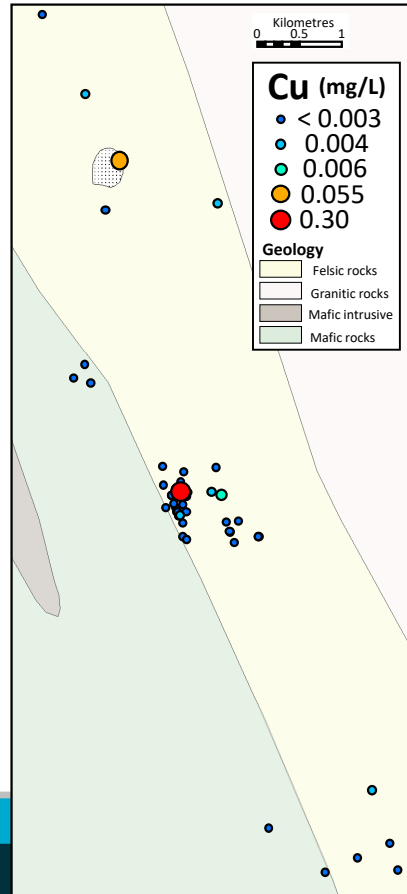 Kilometres
0 0.5 1
Cu (mg/L)
< 0.003
0.004
0.006
0.055
0.30
Geology
Felsic rocks
Granitic rocks
Mafic intrusive
Mafic rocks